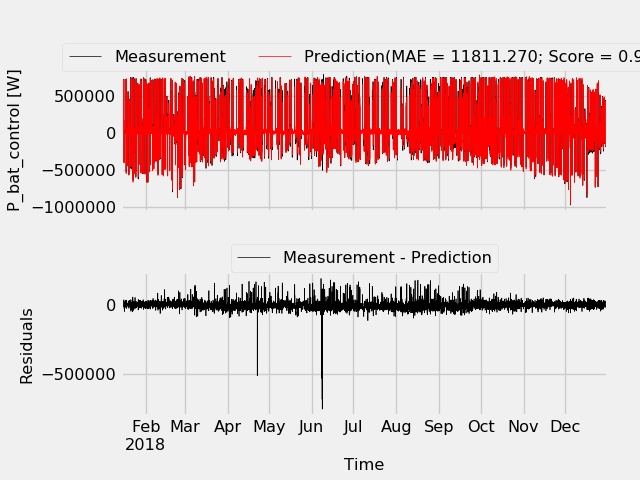 Measurement Prediction(MAE = 11811.270; Score = 0.9
P_bat_control [W]
500000
0
−500000
−1000000
Measurement - Prediction
Residuals
0
−500000
Feb Mar Apr May Jun Jul Aug Sep Oct Nov Dec
2018
Time